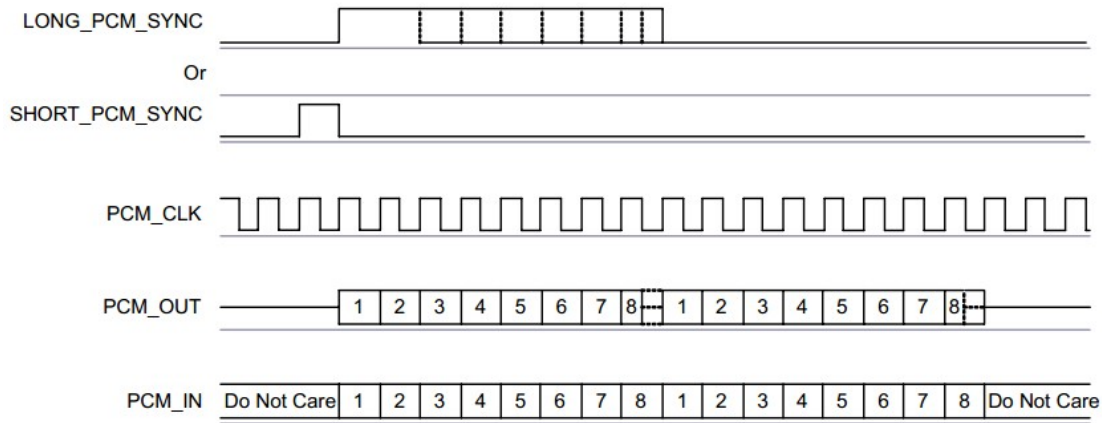 LONG_PCM_SYNC
Or
SHORT_PCM_SYNC
PCM_CLK
PCM_OUT 1 2 3 4 5 6 7 8 1 2 3 4 5 6 7 8
PCM_IN Do Not Care 1 2 3 4 5 6 7 8 1 2 3 4 5 6 7 8 Do Not Care